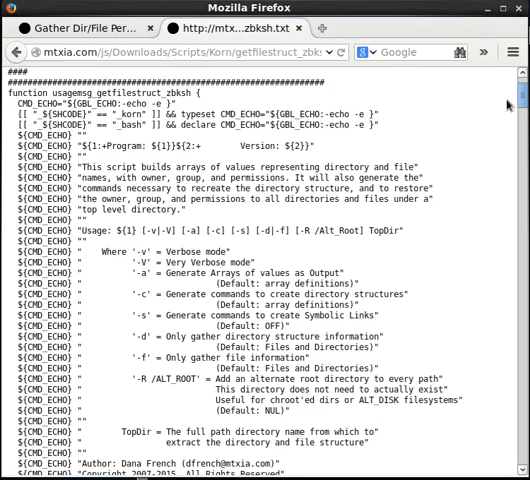 Mozilla Firefox
Gather Dir/File Per...
http://mtx...zbksh.txt
mtxia.com/js/Downloads/Scripts/Korn/getfilestruct_zbks
Google
####
function usagemsg_getfilestruct_zbksh {
CMD_ECHO="${GBL_ECHO:-echo -e }"
[[ "_${SHCODE}" == "_korn" ]] && typeset CMD_ECHO="${GBL_ECHO:-echo -e }"
[[ "_${SHCODE}" == "_bash" ]] && declare CMD_ECHO="${GBL_ECHO:-echo -e }"
${CMD_ECHO} ""
${CMD_ECHO} "${1:+Program: ${1}}${2:+        Version: ${2}}"
${CMD_ECHO} ""
${CMD_ECHO} "This script builds arrays of values representing directory and file"
${CMD_ECHO} "names, with owner, group, and permissions. It will also generate the"
${CMD_ECHO} "commands necessary to recreate the directory structure, and to restore"
${CMD_ECHO} "the owner, group, and permissions to all directories and files under a"
${CMD_ECHO} "top level directory."
${CMD_ECHO} ""
${CMD_ECHO} "Usage: ${1} [-v|-V] [-a] [-c] [-s] [-d|-f] [-R /Alt_Root] TopDir"
${CMD_ECHO} ""
${CMD_ECHO} "    Where '-v' = Verbose mode"
${CMD_ECHO} "          '-V' = Very Verbose mode"
${CMD_ECHO} "          '-a' = Generate Arrays of values as Output"
${CMD_ECHO} "                          (Default: array definitions)"
${CMD_ECHO} "          '-c' = Generate commands to create directory structures"
${CMD_ECHO} "                          (Default: array definitions)"
${CMD_ECHO} "          '-s' = Generate commands to create Symbolic Links"
${CMD_ECHO} "                          (Default: OFF)"
${CMD_ECHO} "          '-d' = Only gather directory structure information"
${CMD_ECHO} "                          (Default: Files and Directories)"
${CMD_ECHO} "          '-f' = Only gather file information"
${CMD_ECHO} "                          (Default: Files and Directories)"
${CMD_ECHO} "          '-R /ALT_ROOT' = Add an alternate root directory to every path"
${CMD_ECHO} "                          This directory does not need to actually exist"
${CMD_ECHO} "                          Useful for chroot'ed dirs or ALT_DISK filesystems"
${CMD_ECHO} "                          (Default: NUL)"
${CMD_ECHO} ""
${CMD_ECHO} "        TopDir = The full path directory name from which to"
${CMD_ECHO} "                 extract the directory and file structure"
${CMD_ECHO} ""
${CMD_ECHO} "Author: Dana French (dfrench@mtxia.com)"
${CMD_ECHO} "Copyright 2007-2015, All Rights Reserved"